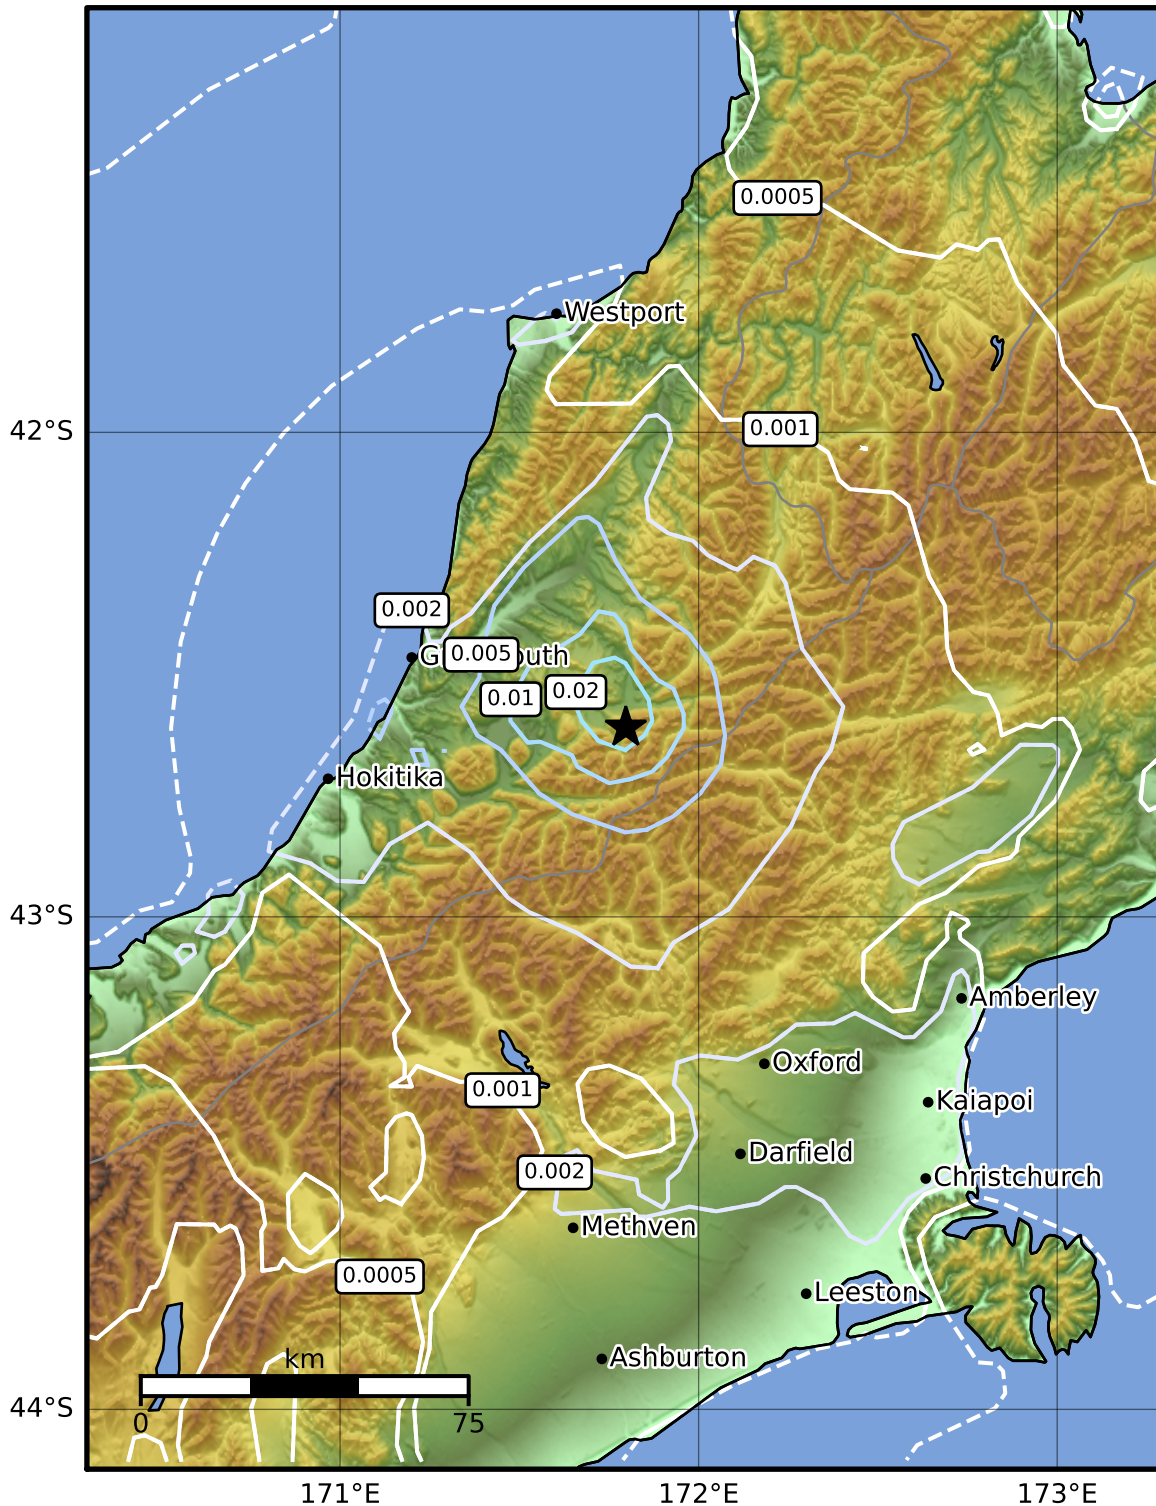 0.0005
Westport
42°S
0.001
0.002
G
0.005
outh
0.01
0.02
Hokitika
43°S
Amberley
Oxford
0.001
Kaiapoi
Darfield
0.002
Christchurch
Methven
0.0005
Leeston
km
Ashburton
44°S
0
75
171°E
172°E
173°E